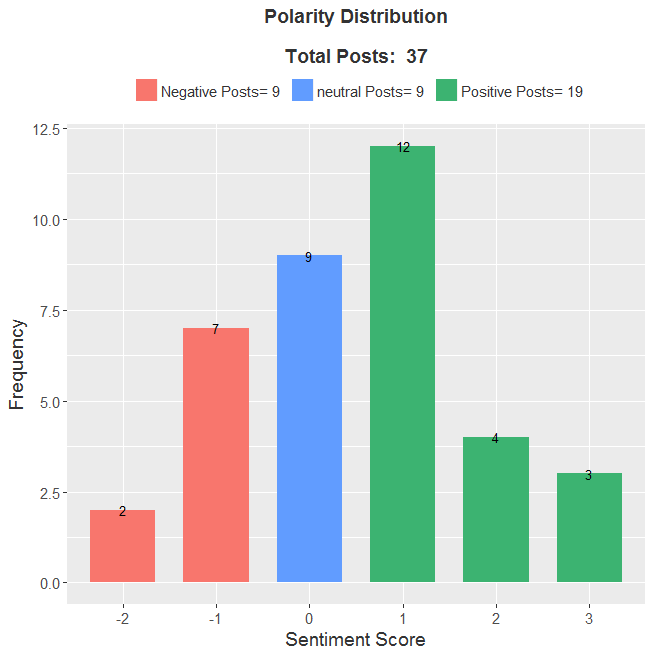 Polarity Distribution
Total Posts:  37
Negative Posts= 9 neutral Posts= 9 Positive Posts= 19
12.5
10.0
7.5
5.0
2.5
0.0
Frequency
2
7
9
12
4
3
-2 -1 0 1 2 3
Sentiment Score